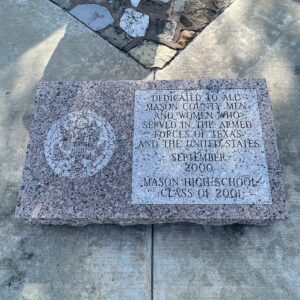 DEDICATED TO ALL
MASON COUNTY MEN
AND WOMEN WHO
SERVED IN THE ARMED
FORCES OF TEXAS
AND THE UNITED STATES
SEPTEMBER
2000
MASON HIGH SCHOOL
CLASS OF 2001